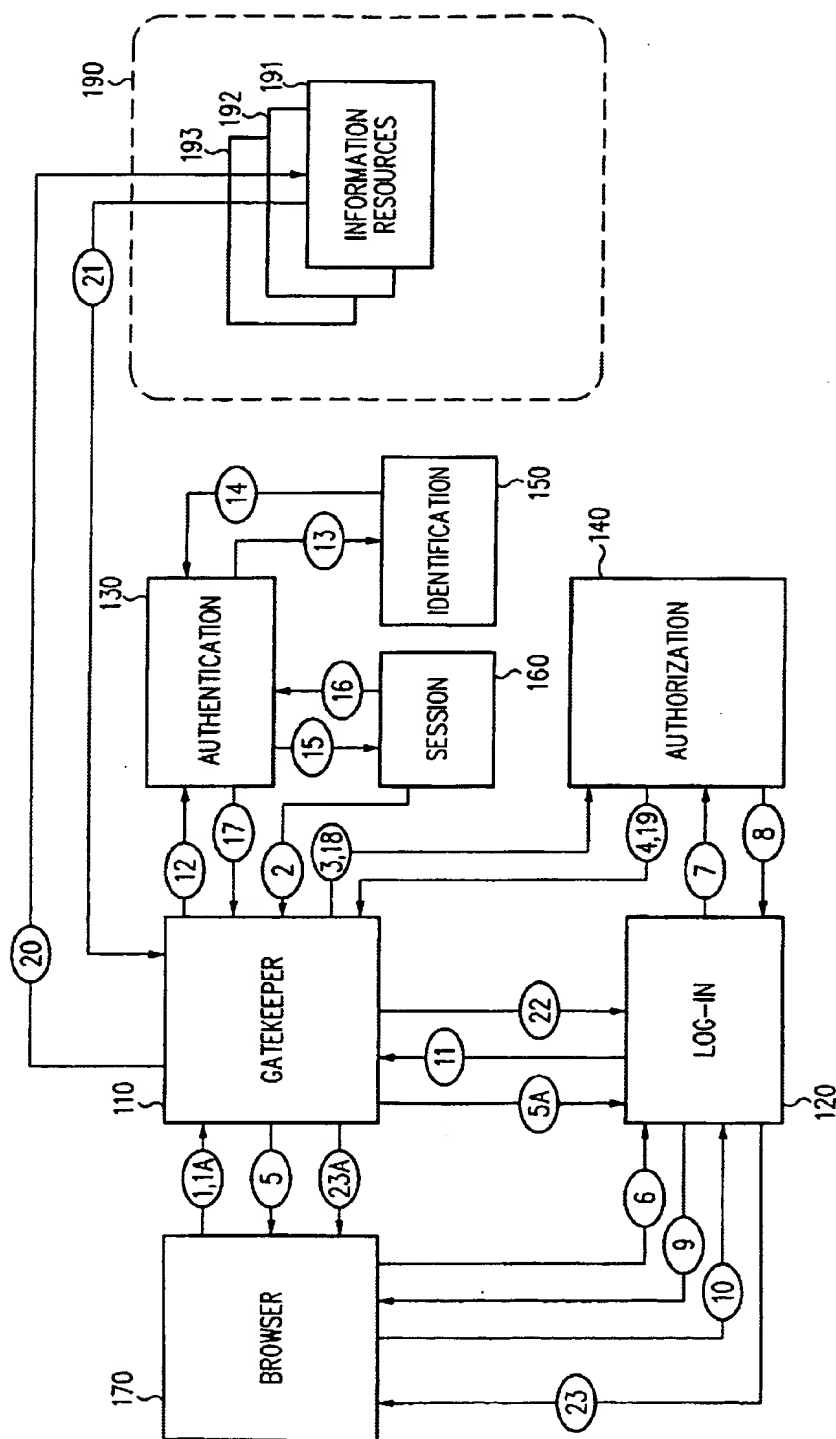 20
21
190
193
192
191
INFORMATION
RESOURCES
130
AUTHENTICATION
14
13
IDENTIFICATION
150
12
17
15
16
SESSION
160
2
3,18
4,19
140
AUTHORIZATION
7
8
110
GATEKEEPER
22
11
5A
LOG-IN
120
1,1A
5
23A
6
9
10
23
170
BROWSER